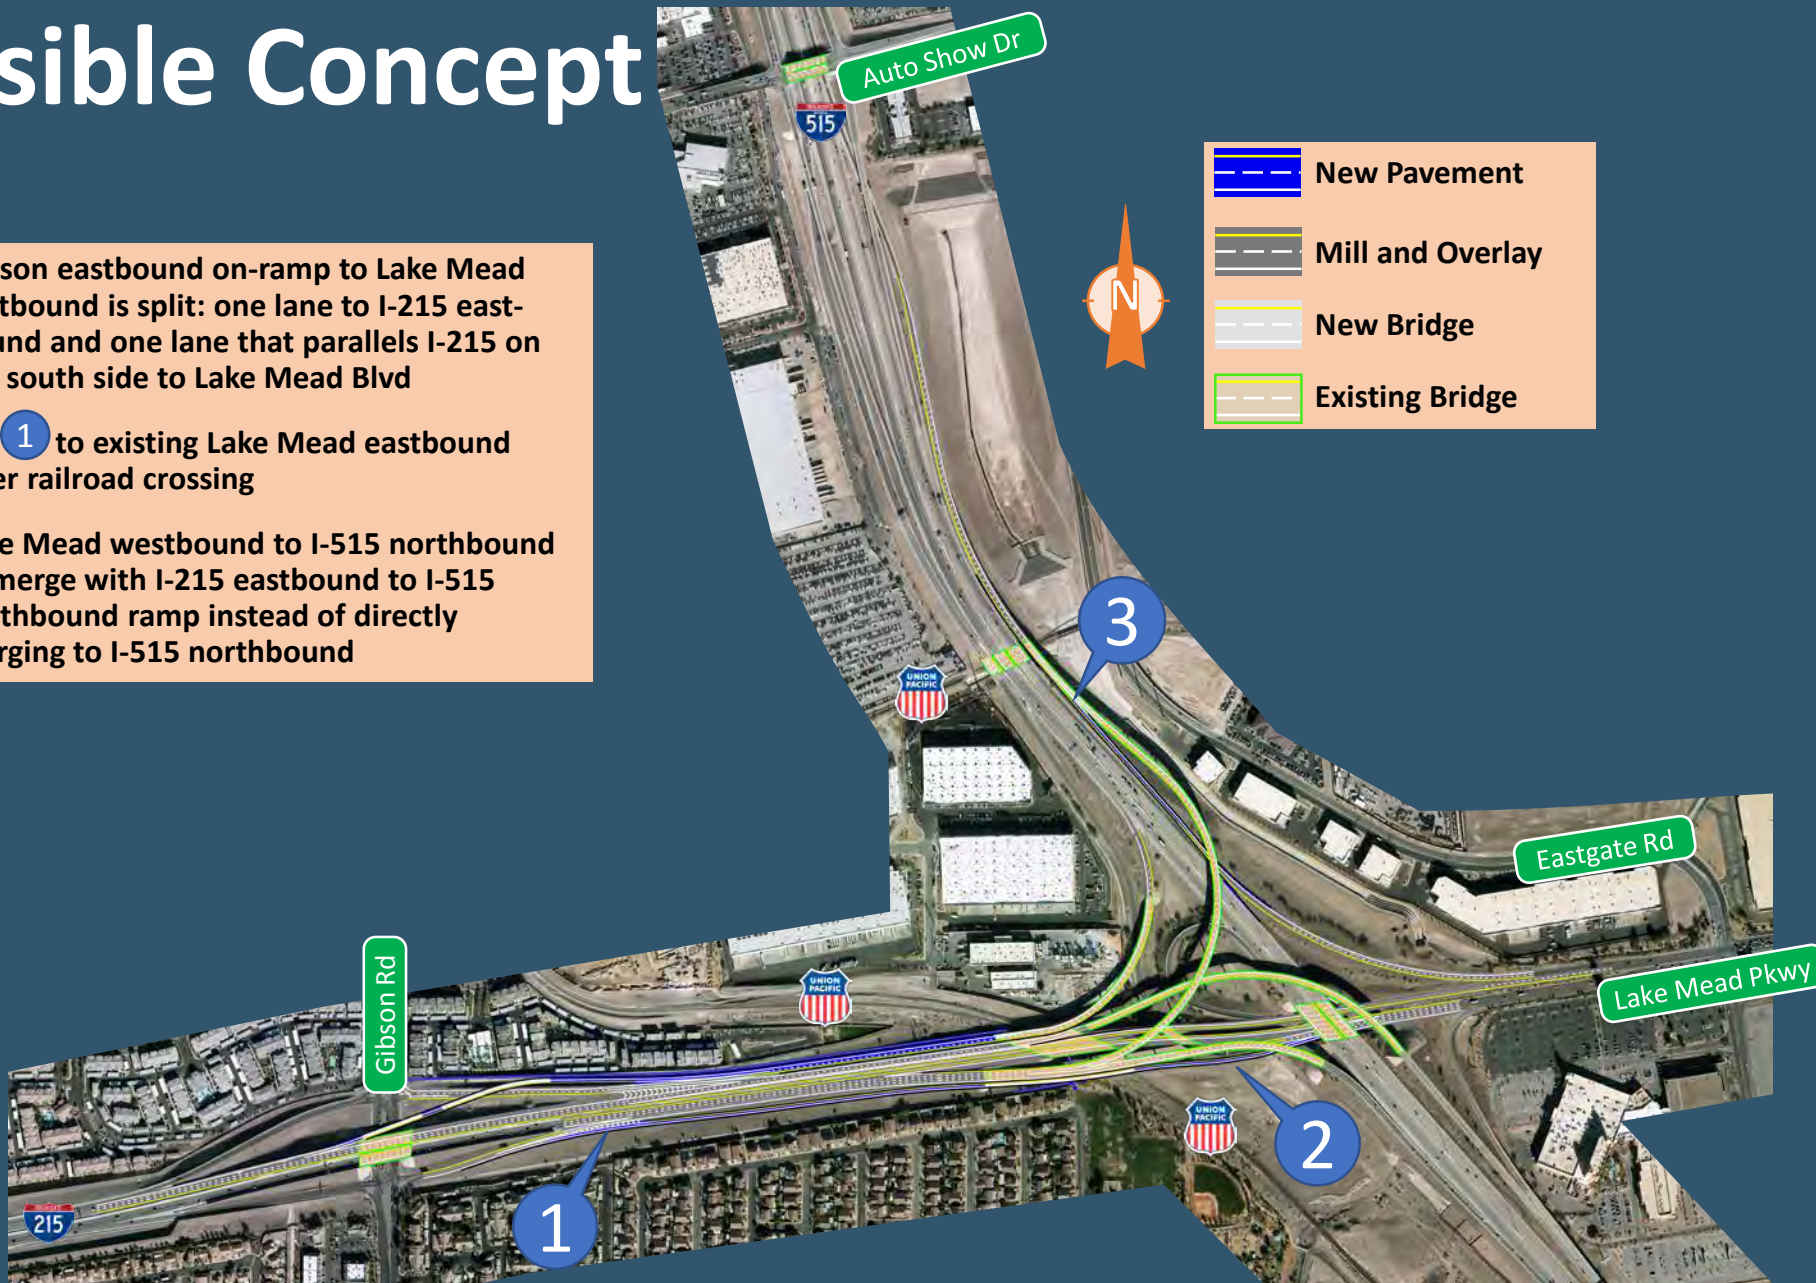 sible Concept
son eastbound on-ramp to Lake Mead
tbound is split: one lane to I-215 east-
und and one lane that parallels I-215 on
south side to Lake Mead Blvd
1 to existing Lake Mead eastbound
er railroad crossing
e Mead westbound to I-515 northbound
merge with I-215 eastbound to I-515
thbound ramp instead of directly
rging to I-515 northbound
Auto Show Dr
515
New Pavement
Mill and Overlay
New Bridge
Existing Bridge
N
3
UNION
PACIFIC
Eastgate Rd
Lake Mead Pkwy
Gibson Rd
UNION
PACIFIC
UNION
PACIFIC
2
1
215